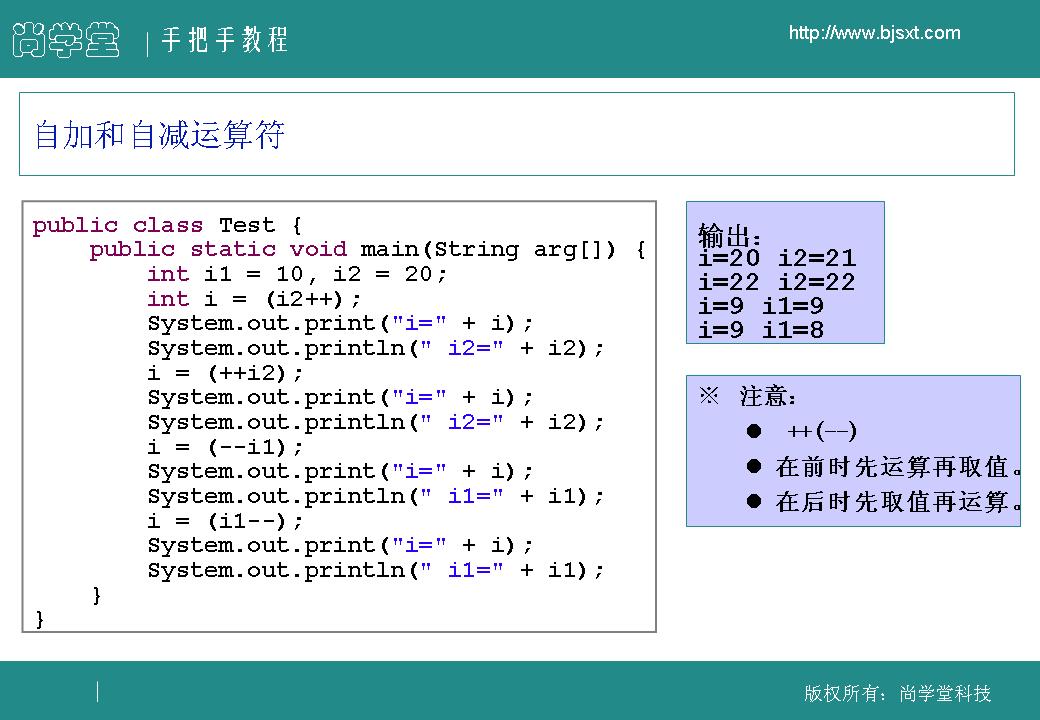 尚学堂
手把手教程
http://www.bjsxt.com
自加和自减运算符
public class Test {
    public static void main(String arg[]) {
        int i1 = 10, i2 = 20;
        int i = (i2++);
        System.out.print("i=" + i);
        System.out.println(" i2=" + i2);
        i = (++i2);
        System.out.print("i=" + i);
        System.out.println(" i2=" + i2);
        i = (--i1);
        System.out.print("i=" + i);
        System.out.println(" i1=" + i1);
        i = (i1--);
        System.out.print("i=" + i);
        System.out.println(" i1=" + i1);
    }
}
输出：
i=20 i2=21
i=22 i2=22
i=9 i1=9
i=9 i1=8
※ 注意：
● ++(--)
● 在前时先运算再取值。
● 在后时先取值再运算。
版权所有：尚学堂科技